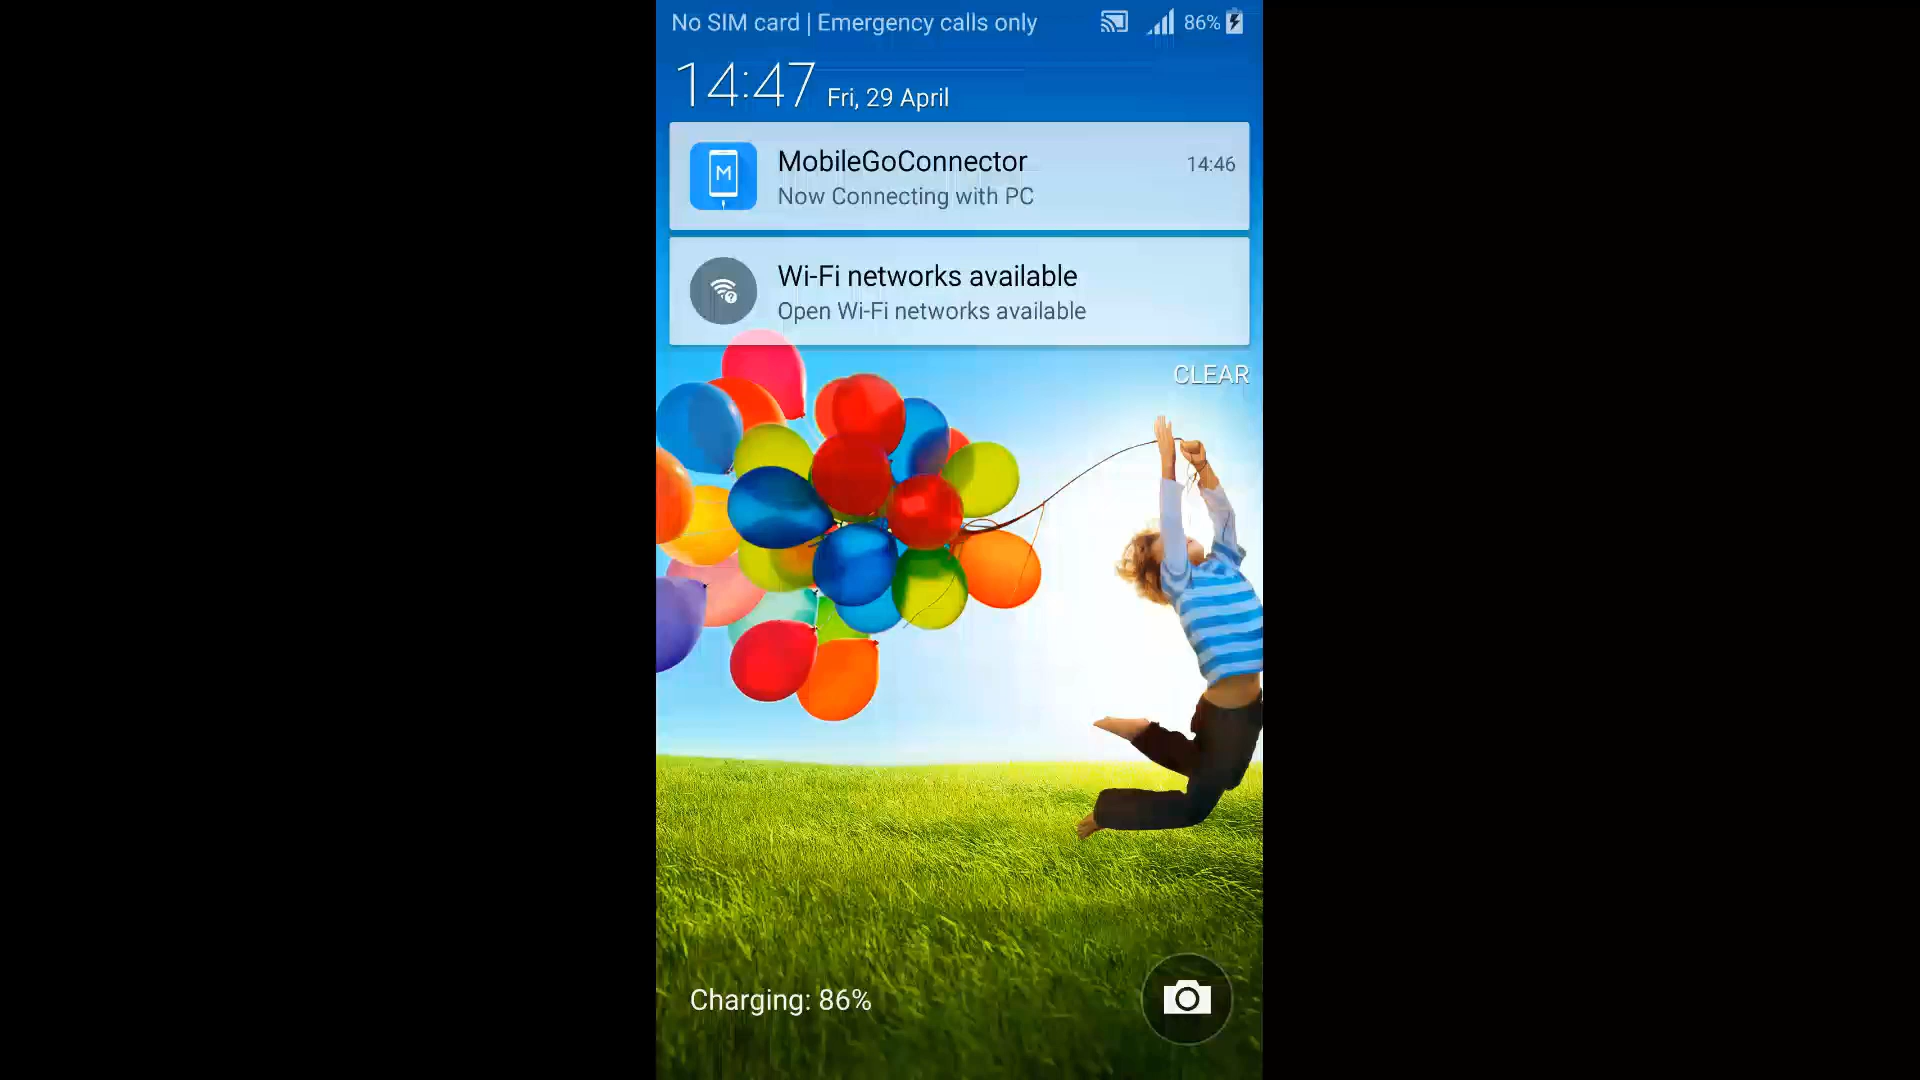 No SIM card | Emergency calls only 86%
14:47 Fri, 29 April
M
MobileGoConnector 14:46
Now Connecting with PC
Wi-Fi networks available
Open Wi-Fi networks available
CLEAR
Charging: 86%